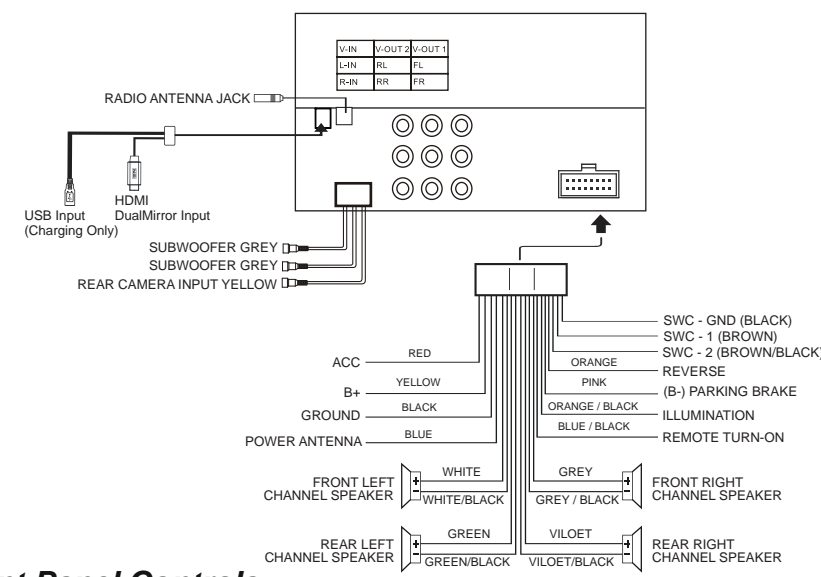 V-IN V-OUT 2 V-OUT 1
L-IN RL FL
R-IN RR FR
RADIO ANTENNA JACK
USB Input
(Charging Only)
HDMI
DualMirror Input
SUBWOOFER GREY
SUBWOOFER GREY
REAR CAMERA INPUT YELLOW
SWC - GND (BLACK)
SWC - 1 (BROWN)
SWC - 2 (BROWN/BLACK)
ACC RED
ORANGE REVERSE
B+ YELLOW
PINK (B-) PARKING BRAKE
GROUND BLACK
ORANGE / BLACK ILLUMINATION
POWER ANTENNA BLUE
BLUE / BLACK REMOTE TURN-ON
FRONT LEFT
CHANNEL SPEAKER
+ WHITE
- WHITE/BLACK
GREY +
GREY / BLACK -
FRONT RIGHT
CHANNEL SPEAKER
REAR LEFT
CHANNEL SPEAKER
+ GREEN
- GREEN/BLACK
VILOET +
VILOET/BLACK -
REAR RIGHT
CHANNEL SPEAKER